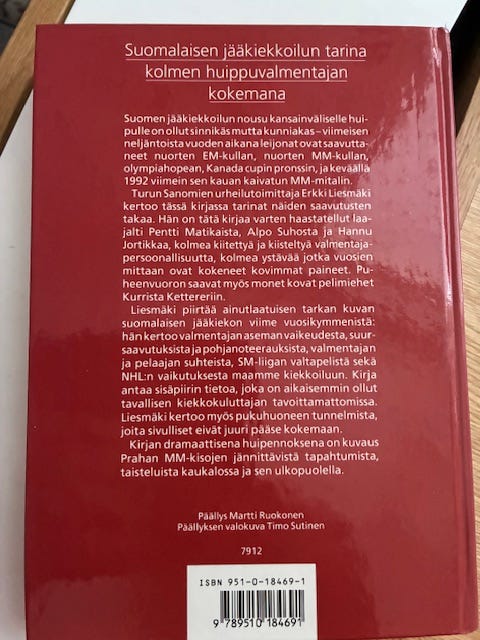 Suomalaisen jääkiekkoilun tarina
kolmen huippuvalmentajan
kokemana
Suomen jääkiekkoilun nousu kansainväliselle hui-
pulle on ollut sinnikäs mutta kunniakas – viimeisen
neljäntoista vuoden aikana leijonat ovat saavutta-
neet nuorten EM-kullan, nuorten MM-kullan,
olympiahopean, Kanada cupin pronssin, ja keväällä
1992 viimein sen kauan kaivatun MM-mitalin.
Turun Sanomien urheilutoimittaja Erkki Liesmäki
kertoo tässä kirjassa tarinat näiden saavutusten
takaa. Hän on tätä kirjaa varten haastatellut laa-
jalti Pentti Matikaista, Alpo Suhosta ja Hannu
Jortikkaa, kolmea kiitettyä ja kiisteltyä valmentaja-
persoonallisuutta, kolmea ystävää jotka vuosien
mittaan ovat kokeneet kovimmat paineet. Pu-
heenvuoron saavat myös monet kovat pelimiehet
Kurrista Kettereriin.
Liesmäki piirtää ainutlaatuisen tarkan kuvan
suomalaisen jääkiekon viime vuosikymmenistä:
hän kertoo valmentajan aseman vaikeudesta, suur-
saavutuksista ja pohjanoteerauksista, valmentajan
ja pelaajan suhteista, SM-liigan valtapelistä sekä
NHL:n vaikutuksesta maamme kiekkoiluun. Kirja
antaa sisäpiirin tietoa, joka on aikaisemmin ollut
tavallisen kiekkokuluttajan tavoittamattomissa.
Liesmäki kertoo myös pukuhuoneen tunnelmista,
joita sivulliset eivät juuri pääse kokemaan.
Kirjan dramaattisena huipennoksena on kuvaus
Prahan MM-kisojen jännittävistä tapahtumista,
taisteluista kaukalossa ja sen ulkopuolella.
Päällys Martti Ruokonen
Päällyksen valokuva Timo Sutinen
7912
ISBN 951-0-18469-1
9 789510 184691